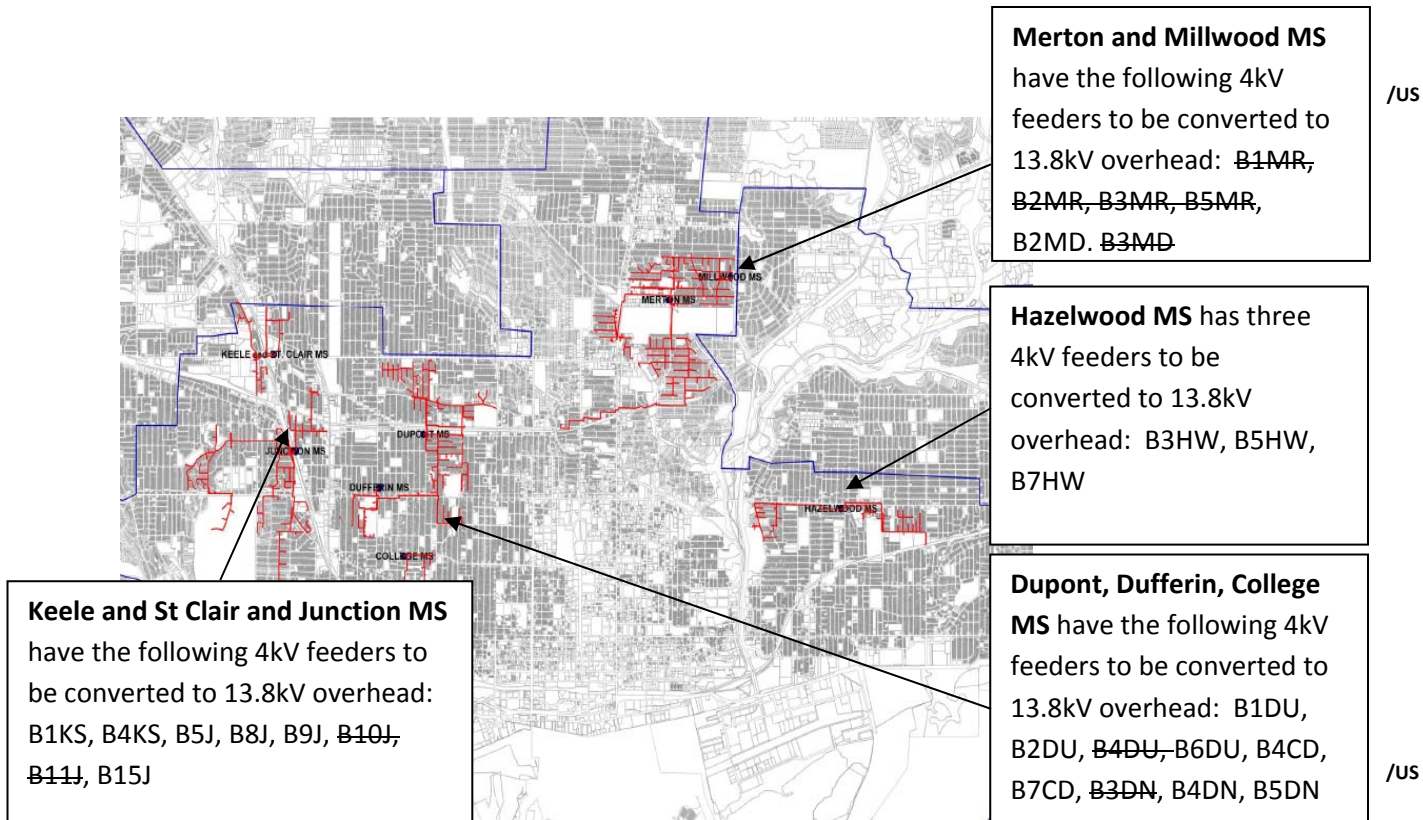 Merton and Millwood MS
have the following 4kV
feeders to be converted to
13.8kV overhead: B1MR,
B2MR, B3MR, B5MR,
B2MD. B3MD
/US
MILLWOOD MS
MERTON MS
KEELE and ST. CLAIR MS
DUPONT MS
JUNCTION MS
DUFFERIN MS
HAZELWOOD MS
COLLEGE MS
Hazelwood MS has three
4kV feeders to be
converted to 13.8kV
overhead: B3HW, B5HW,
B7HW
Keele and St Clair and Junction MS
have the following 4kV feeders to
be converted to 13.8kV overhead:
B1KS, B4KS, B5J, B8J, B9J, B10J,
B11J, B15J
Dupont, Dufferin, College
MS have the following 4kV
feeders to be converted to
13.8kV overhead: B1DU,
B2DU, B4DU, B6DU, B4CD,
B7CD, B3DN, B4DN, B5DN
/US